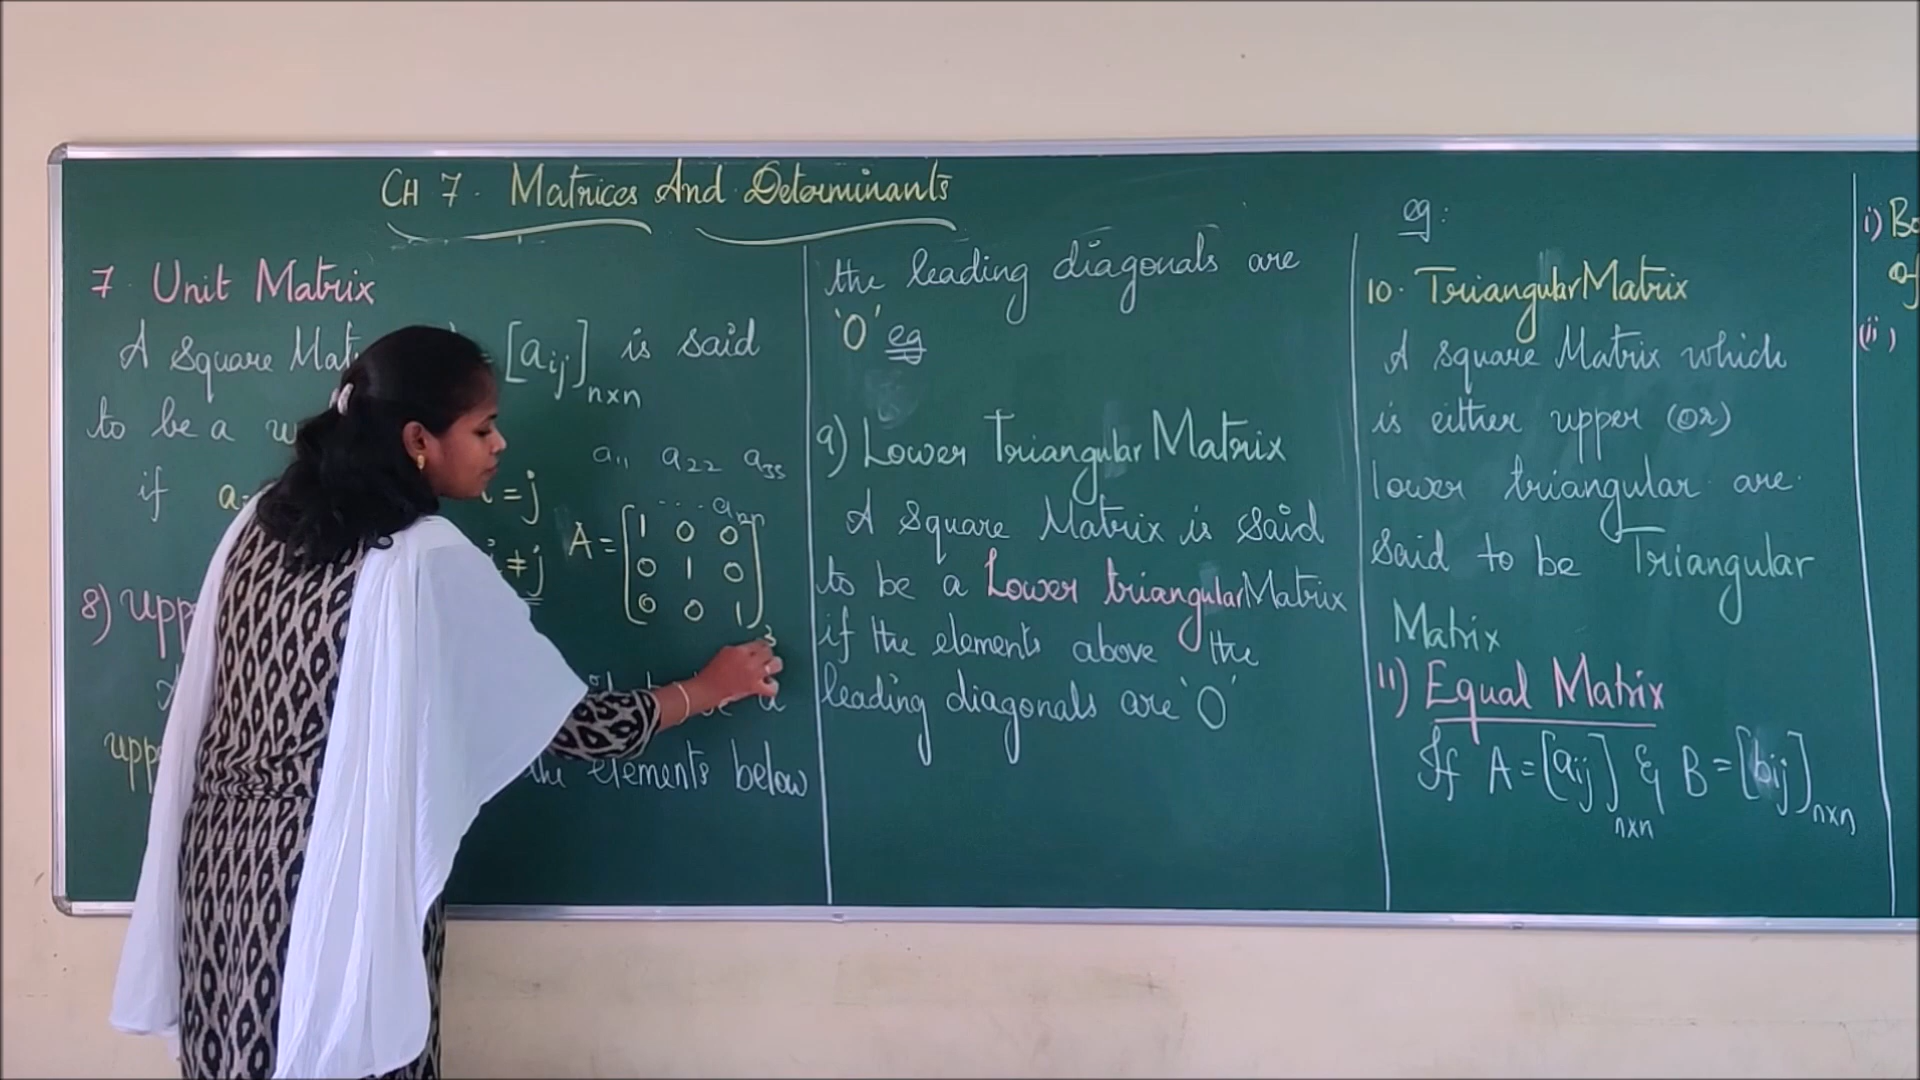 CH 7. Matrices And Determinants
7 Unit Matrix
A Square [aij]n×n is said
to be a
if i = j
a11 a22 a33
... ann
i ≠ j
A = [1 0 0
0 1 0
0 0 1]3
8) upp
be a
upp the elements below
the leading diagonals are
'0' eg
9) Lower Triangular Matrix
A Square Matrix is said
to be a Lower triangular Matrix
if the elements above the
leading diagonals are '0'
eg:
10. Triangular Matrix
A square Matrix which
is either upper (or)
lower triangular are
said to be Triangular
Matrix
11) Equal Matrix
If A = [aij]n×n & B = [bij]n×n
i)
(ii)